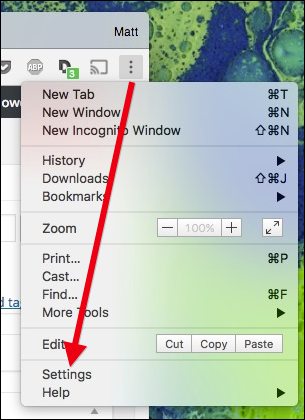 Matt
ABP
3
New Tab ⌘T
New Window ⌘N
New Incognito Window ⇧⌘N
History
Downloads ⇧⌘J
Bookmarks
Zoom 100%
Print... ⌘P
Cast...
Find... ⌘F
More Tools
Edit Cut Copy Paste
Settings
Help